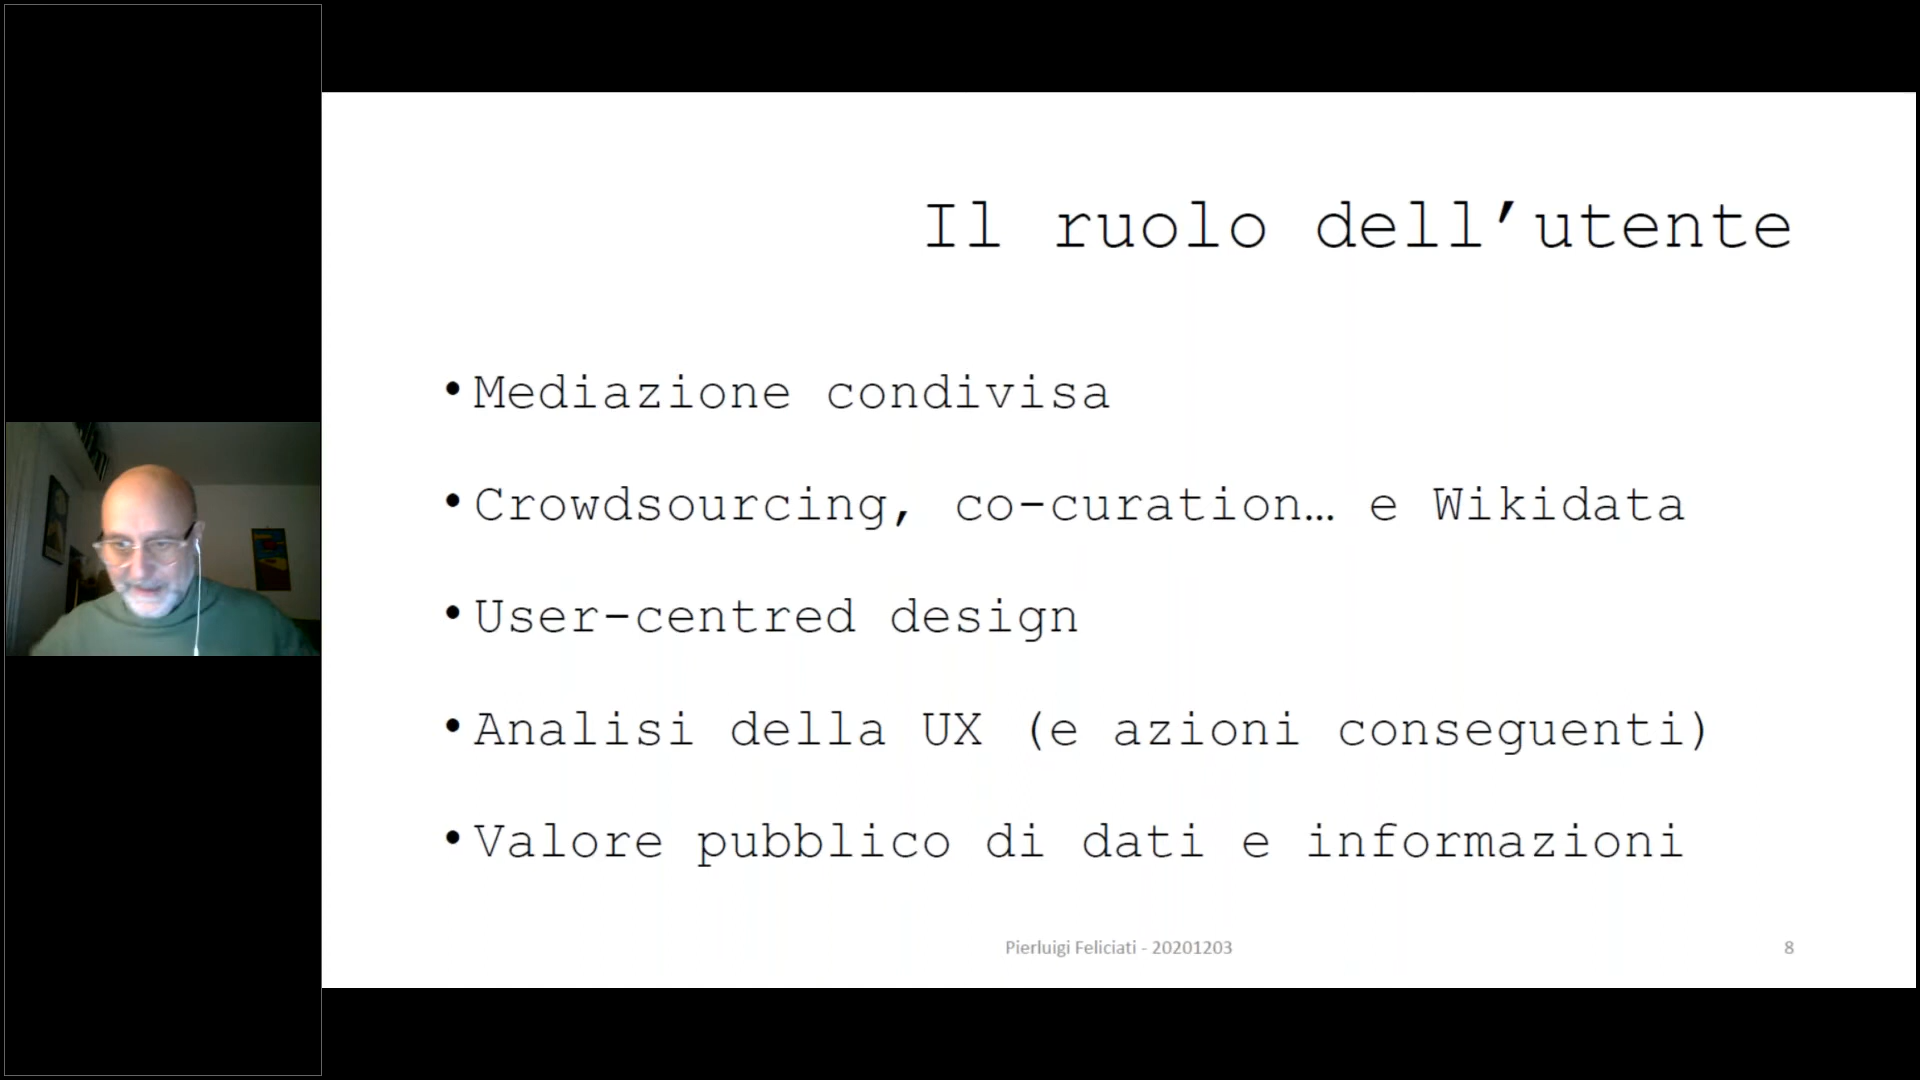 Il ruolo dell’utente
•Mediazione condivisa
•Crowdsourcing, co-curation… e Wikidata
•User-centred design
•Analisi della UX (e azioni conseguenti)
•Valore pubblico di dati e informazioni
Pierluigi Feliciati - 20201203
8